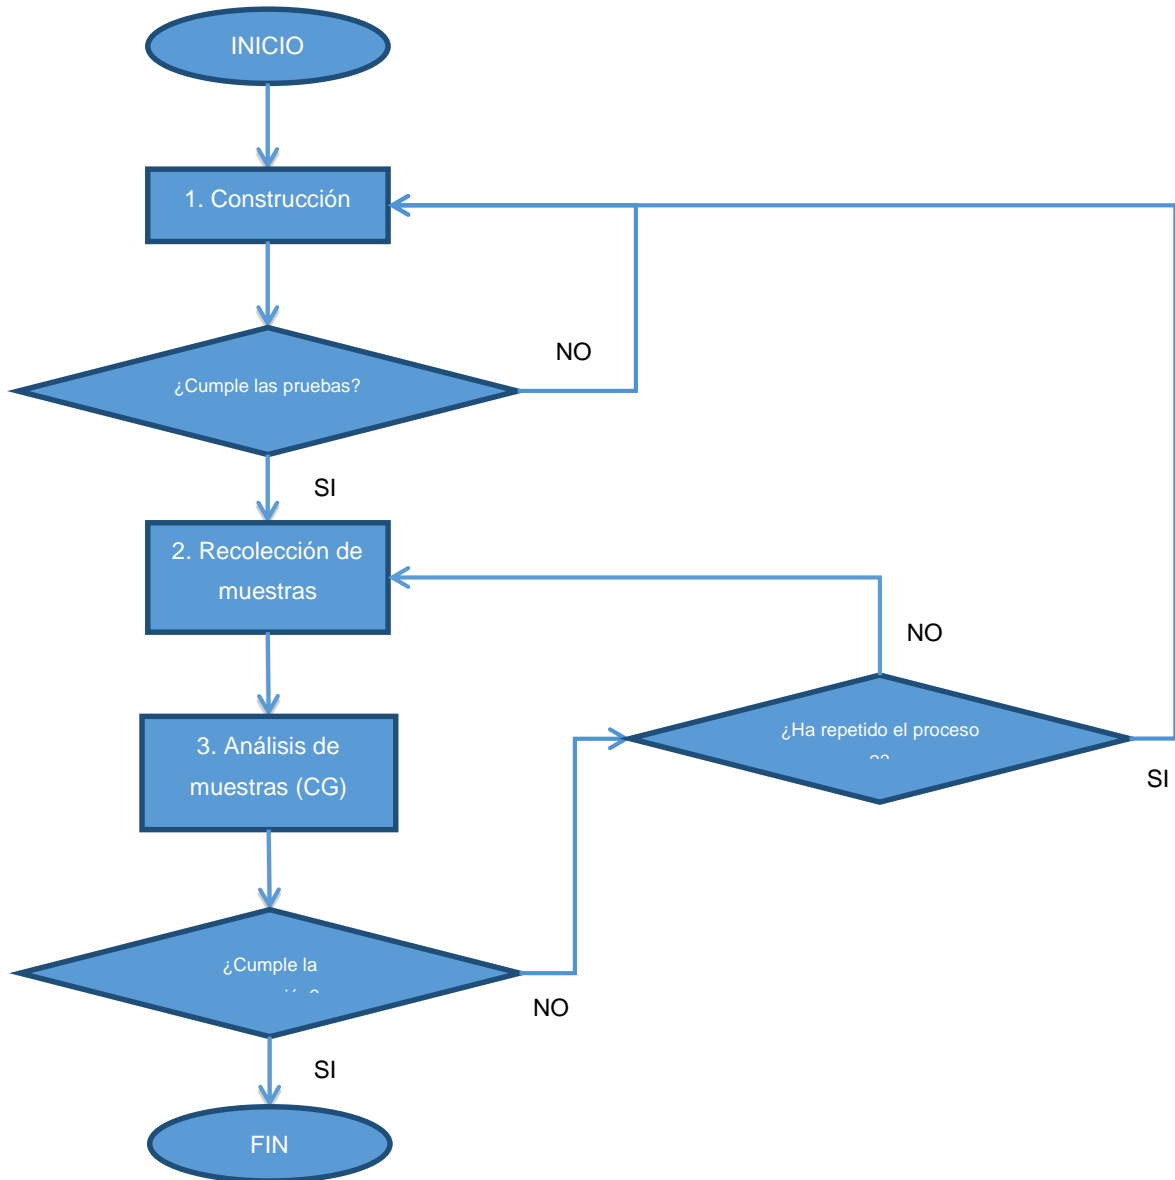 INICIO
1. Construcción
NO
¿Cumple las pruebas?
SI
2. Recolección de
muestras
NO
¿Ha repetido el proceso
SI
3. Análisis de
muestras (CG)
¿Cumple la
NO
SI
FIN